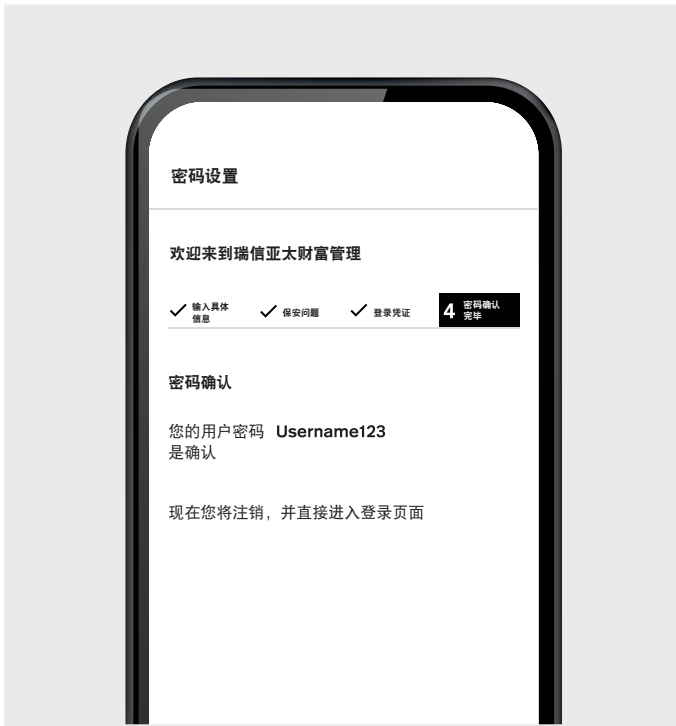 密码设置
欢迎来到瑞信亚太财富管理
输入具体
信息
保安问题
登录凭证
4 密码确认
完毕
密码确认
您的用户密码 Username123
是确认
现在您将注销，并直接进入登录页面